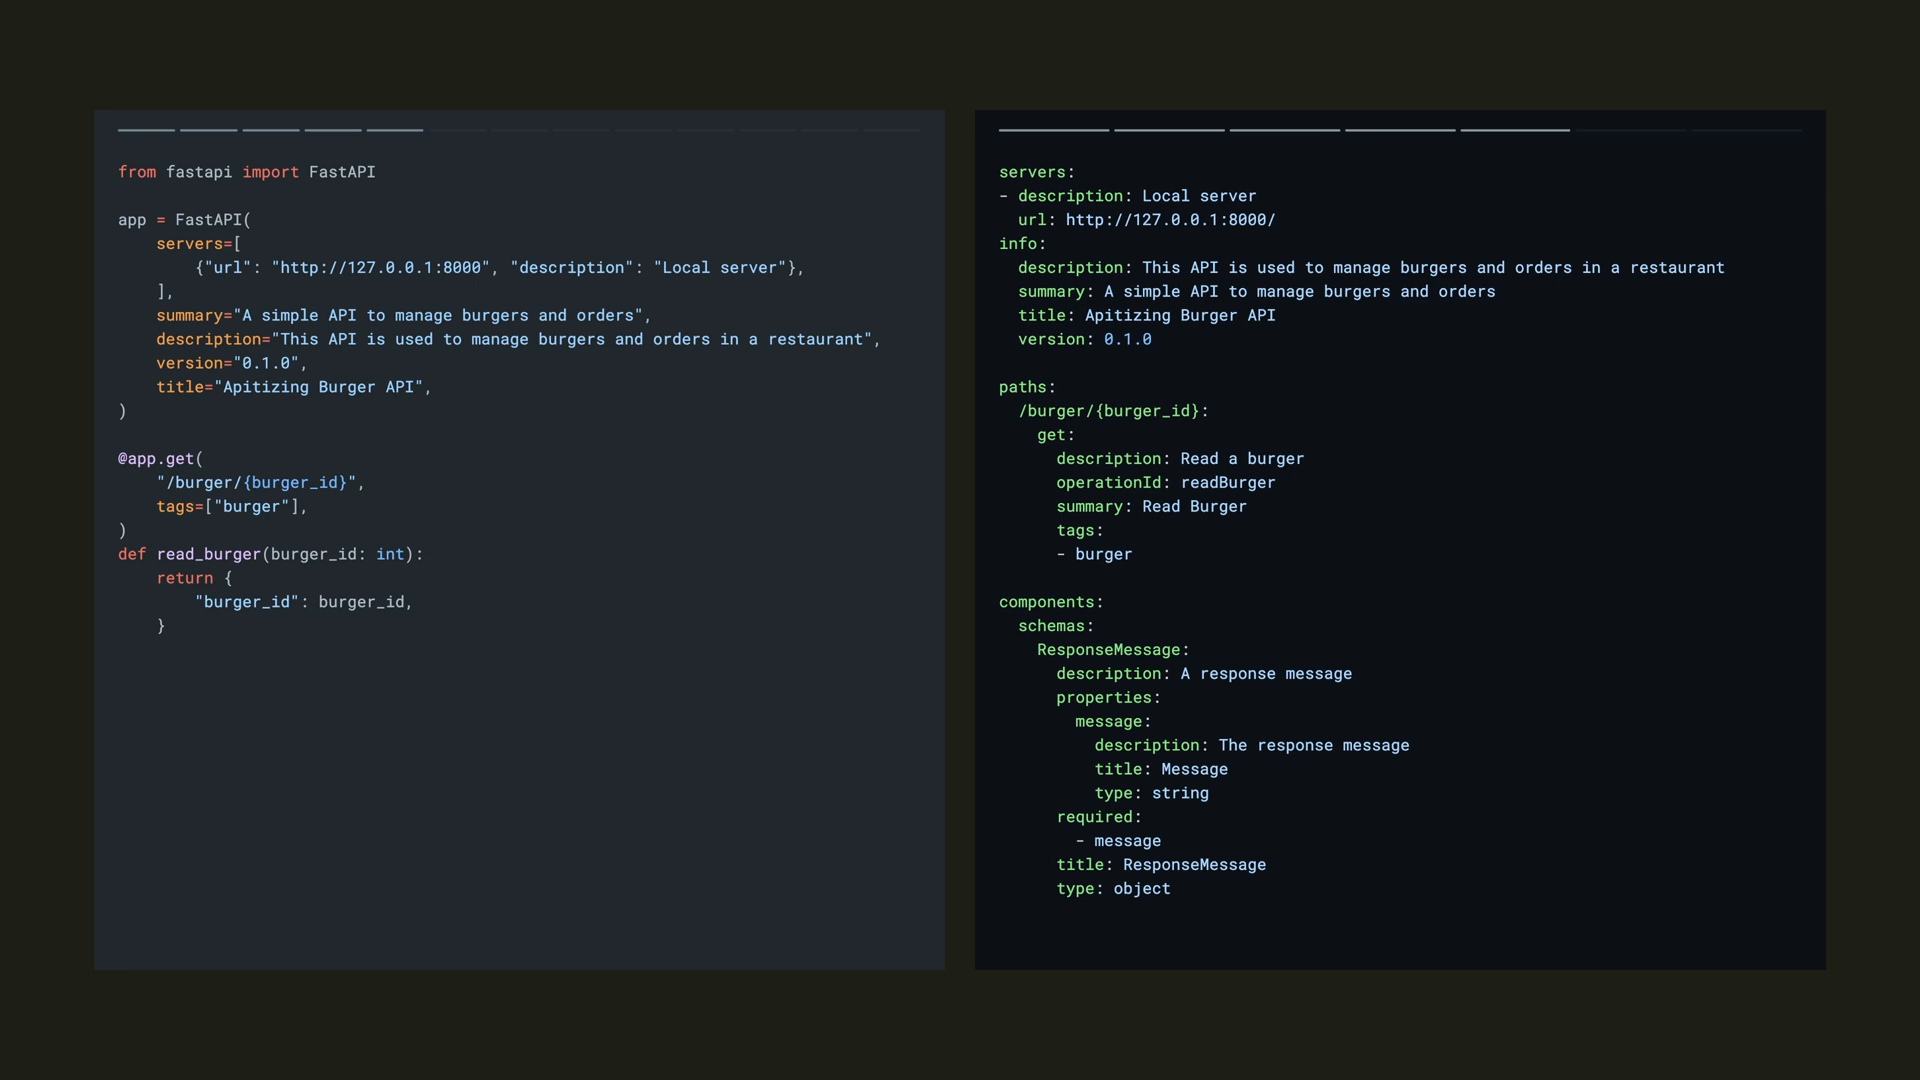 from fastapi import FastAPI

app = FastAPI(
    servers=[
        {"url": "http://127.0.0.1:8000", "description": "Local server"},
    ],
    summary="A simple API to manage burgers and orders",
    description="This API is used to manage burgers and orders in a restaurant",
    version="0.1.0",
    title="Apitizing Burger API",
)

@app.get(
    "/burger/{burger_id}",
    tags=["burger"],
)
def read_burger(burger_id: int):
    return {
        "burger_id": burger_id,
    }

servers:
- description: Local server
  url: http://127.0.0.1:8000/
info:
  description: This API is used to manage burgers and orders in a restaurant
  summary: A simple API to manage burgers and orders
  title: Apitizing Burger API
  version: 0.1.0

paths:
  /burger/{burger_id}:
    get:
      description: Read a burger
      operationId: readBurger
      summary: Read Burger
      tags:
      - burger

components:
  schemas:
    ResponseMessage:
      description: A response message
      properties:
        message:
          description: The response message
          title: Message
          type: string
      required:
        - message
      title: ResponseMessage
      type: object